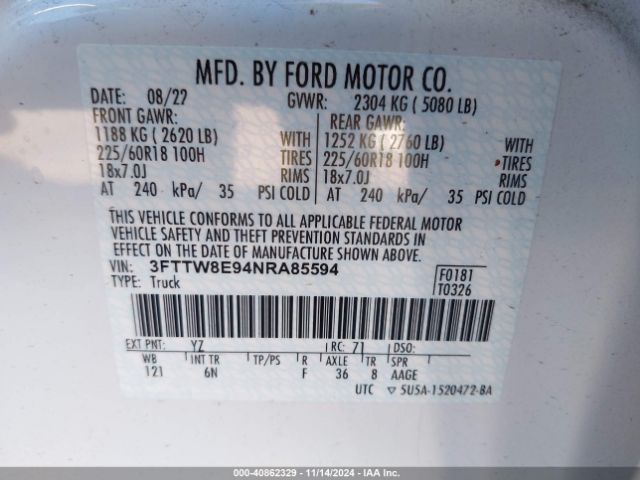 MFD. BY FORD MOTOR CO.
DATE: 08/22 GVWR: 2304 KG ( 5080 LB)
FRONT GAWR: REAR GAWR:
1188 KG ( 2620 LB) WITH 1252 KG ( 2760 LB) WITH
225/60R18 100H TIRES 225/60R18 100H TIRES
18x7.0J RIMS 18x7.0J RIMS
AT 240 kPa/ 35 PSI COLD AT 240 kPa/ 35 PSI COLD
THIS VEHICLE CONFORMS TO ALL APPLICABLE FEDERAL MOTOR
VEHICLE SAFETY AND THEFT PREVENTION STANDARDS IN
EFFECT ON THE DATE OF MANUFACTURE SHOWN ABOVE.
VIN: 3FTTW8E94NRA85594 F0181
TYPE: Truck T0326
EXT PNT: YZ RC: 71 DSO:
WB INT TR TP/PS R AXLE TR SPR
121 6N F 36 8 AAGE
UTC ▽ 5U5A-1520472-BA
000-40862329 - 11/14/2024 - IAAI.COM